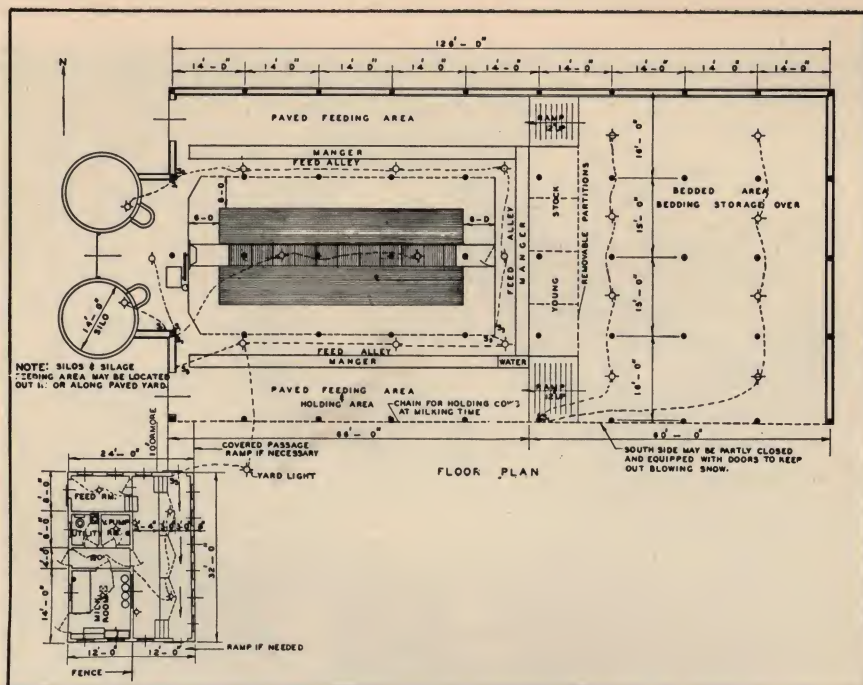 126'-0"
14'-0" 14'-0" 14'-0" 14'-0" 14'-0" 14'-0" 14'-0" 14'-0" 14'-0"
N
PAVED FEEDING AREA
RAMP
12" UP
MANGER
FEED ALLEY
6'-0
6'-0
6'-0
FEED ALLEY
MANGER
YOUNG STOCK
REMOVABLE PARTITIONS
16'-0"
15'-0"
15'-0"
16'-0"
BEDDED AREA
BEDDING STORAGE OVER
14'-0"
SILO
NOTE: SILOS & SILAGE
FEEDING AREA MAY BE LOCATED
OUT IN OR ALONG PAVED YARD.
FEED ALLEY
MANGER
WATER
PAVED FEEDING AREA
&
HOLDING AREA
CHAIN FOR HOLDING COWS
AT MILKING TIME
RAMP
12" UP
66'-0"
60'-0"
10' OR MORE
COVERED PASSAGE
RAMP IF NECESSARY
YARD LIGHT
FLOOR PLAN
SOUTH SIDE MAY BE PARTLY CLOSED
AND EQUIPPED WITH DOORS TO KEEP
OUT BLOWING SNOW.
24'-0"
FEED RM.
V. PUMP
UTILITY RM.
MILK
ROOM
14'-0"
32'-0"
12'-0" 12'-0"
RAMP IF NEEDED
FENCE